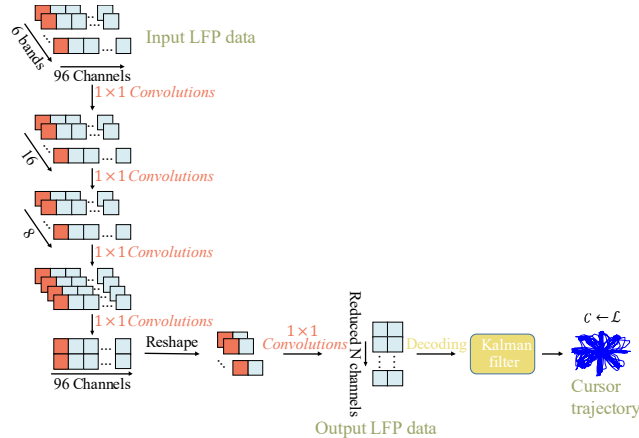 6 bands
Input LFP data
96 Channels
1×1 Convolutions
16
1×1 Convolutions
8
1×1 Convolutions
1×1 Convolutions
96 Channels
Reshape
1×1
Convolutions
Reduced N channels
Output LFP data
Decoding
Kalman
filter
C ← L
Cursor
trajectory